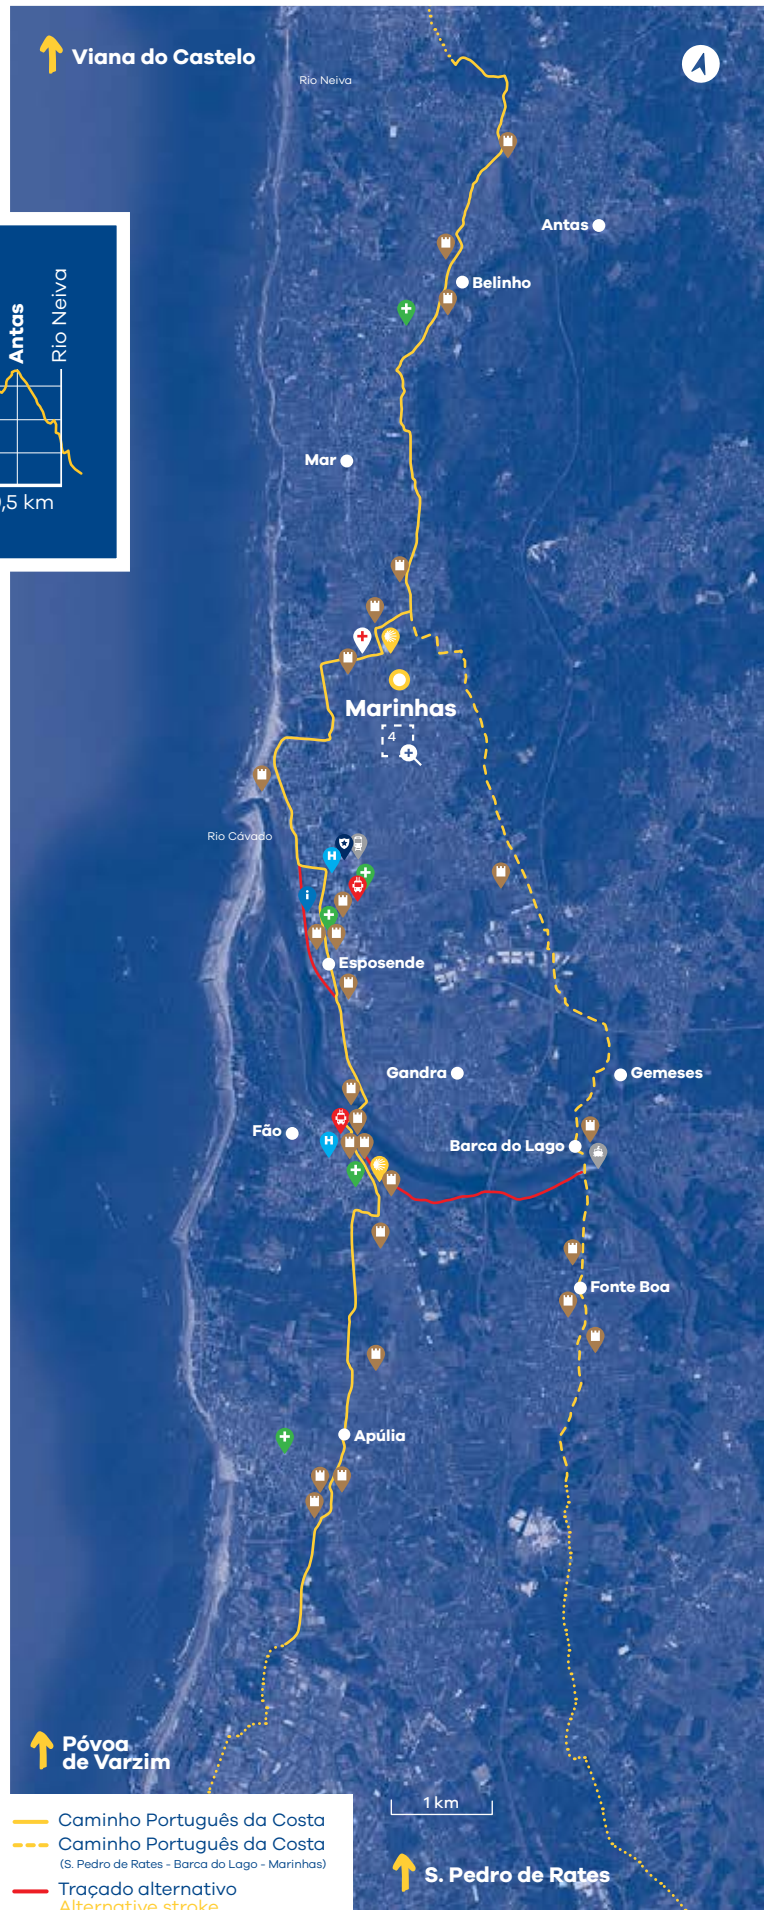 Viana do Castelo
Rio Neiva
Antas
Belinho
Antas
Rio Neiva
,5 km
Mar
Marinhas
4
Rio Cávado
H
i
Esposende
Gandra
Gemeses
Fão
H
Barca do Lago
Fonte Boa
Apúlia
Póvoa
de Varzim
1 km
Caminho Português da Costa
Caminho Português da Costa
(S. Pedro de Rates - Barca do Lago - Marinhas)
S. Pedro de Rates
Traçado alternativo
Alternative stroke